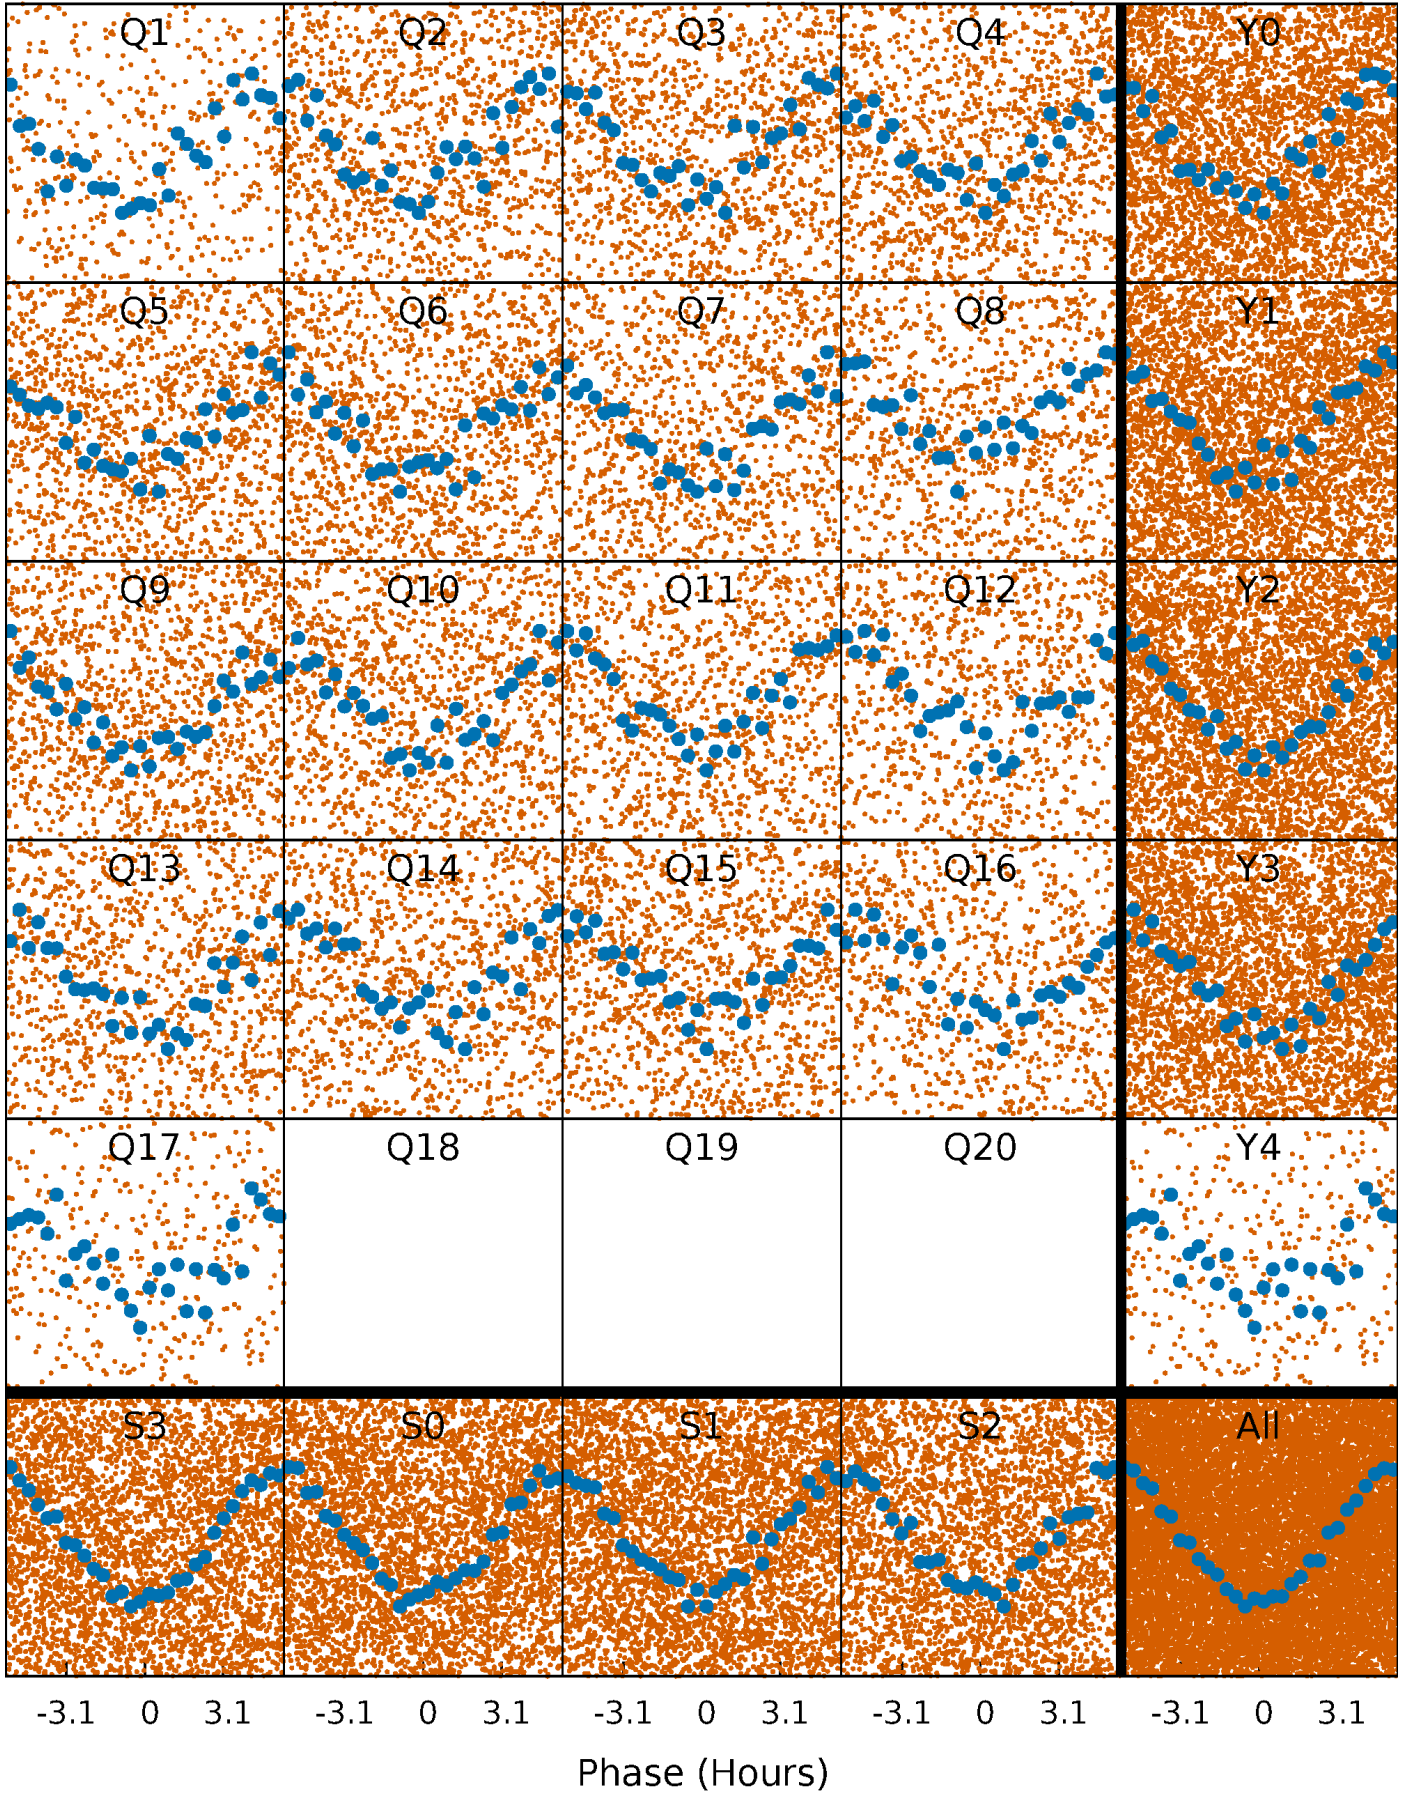 Q1 Q2 Q3 Q4 Y0
Q5 Q6 Q7 Q8 Y1
Q9 Q10 Q11 Q12 Y2
Q13 Q14 Q15 Q16 Y3
Q17 Q18 Q19 Q20 Y4
S3 S0 S1 S2 All
-3.1 0 3.1 -3.1 0 3.1 -3.1 0 3.1 -3.1 0 3.1 -3.1 0 3.1
Phase (Hours)